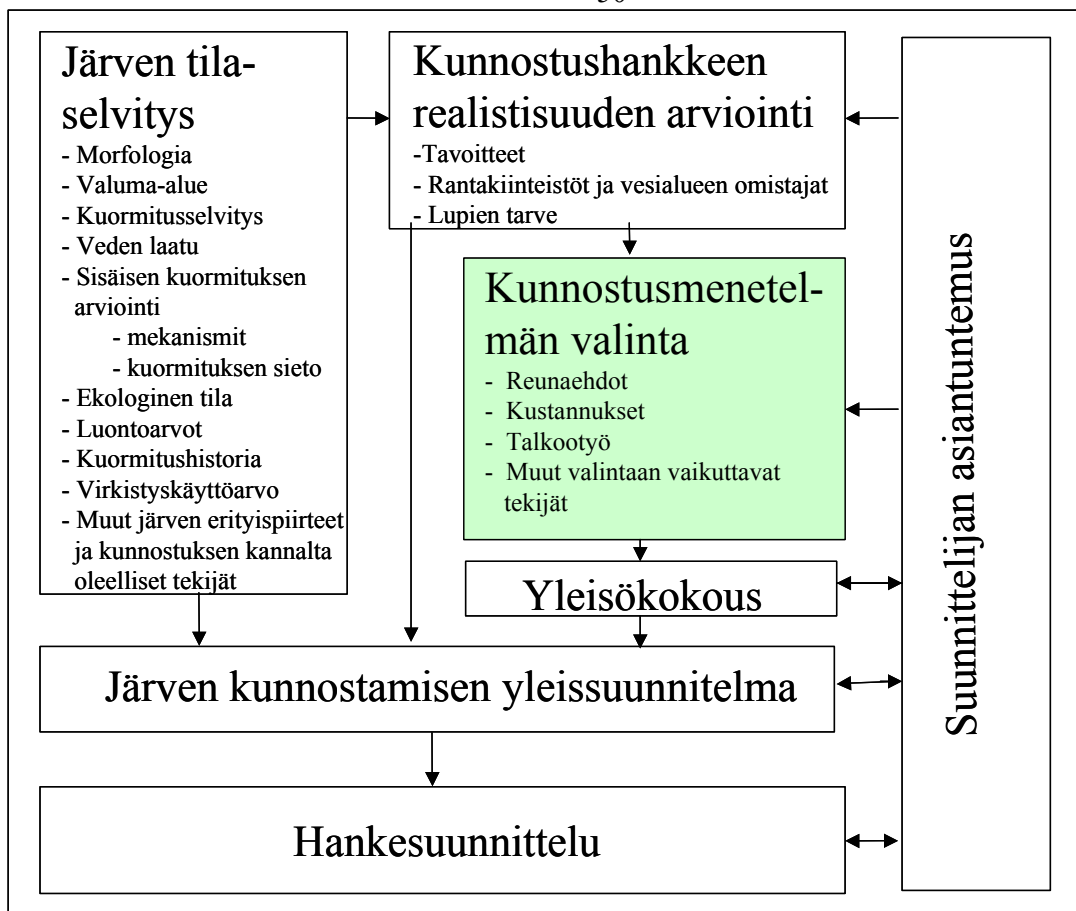 Järven tila-
selvitys
- Morfologia
- Valuma-alue
- Kuormitusselvitys
- Veden laatu
- Sisäisen kuormituksen
arviointi
- mekanismit
- kuormituksen sieto
- Ekologinen tila
- Luontoarvot
- Kuormitushistoria
- Virkistyskäyttöarvo
- Muut järven erityispiirteet
ja kunnostuksen kannalta
oleelliset tekijät
Kunnostushankkeen
realistisuuden arviointi
-Tavoitteet
- Rantakiinteistöt ja vesialueen omistajat
- Lupien tarve
Kunnostusmenetel-
män valinta
- Reunaehdot
- Kustannukset
- Talkootyö
- Muut valintaan vaikuttavat
tekijät
Yleisökokous
Järven kunnostamisen yleissuunnitelma
Hankesuunnittelu
Suunnittelijan asiantuntemus